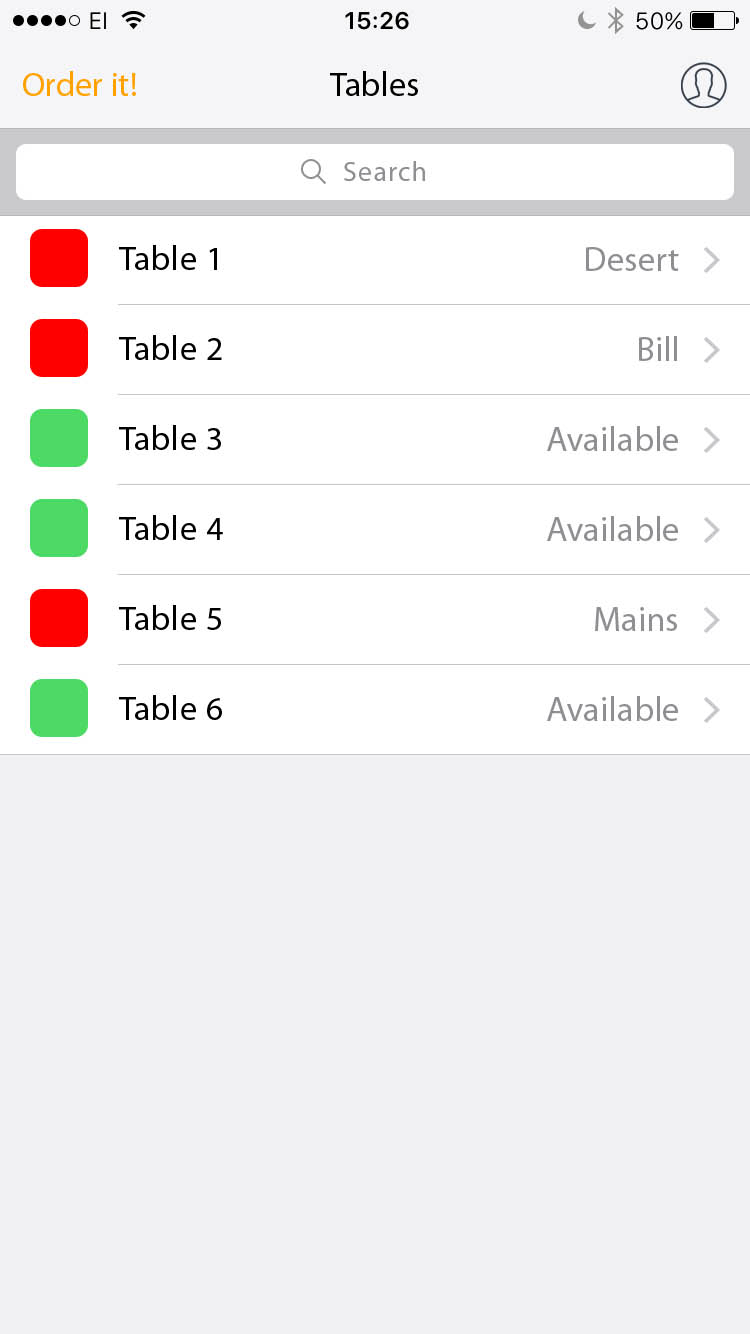 EI 15:26 50%
Order it! Tables
Search
Table 1 Desert
Table 2 Bill
Table 3 Available
Table 4 Available
Table 5 Mains
Table 6 Available